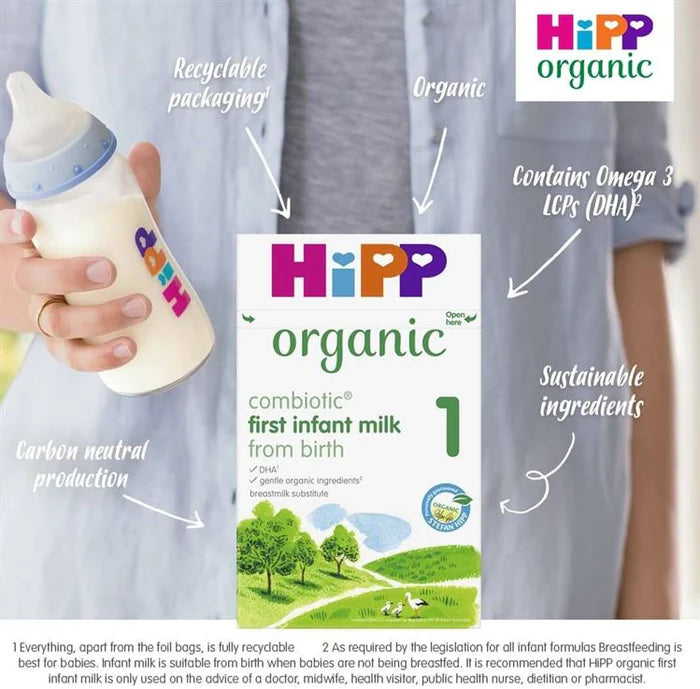 HiPP
organic
Recyclable
packaging¹
Organic
Contains Omega 3
LCPs (DHA)²
HiPP
HiPP
Open
here
organic
combiotic®
first infant milk
from birth
1
✓ DHA¹
✓ gentle organic ingredients²
breastmilk substitute
ORGANIC
STEFAN HIPP
Sustainable
ingredients
Carbon neutral
production
1 Everything, apart from the foil bags, is fully recyclable 2 As required by the legislation for all infant formulas Breastfeeding is
best for babies. Infant milk is suitable from birth when babies are not being breastfed. It is recommended that HiPP organic first
infant milk is only used on the advice of a doctor, midwife, health visitor, public health nurse, dietitian or pharmacist.